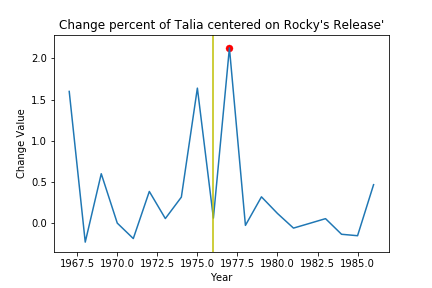 Change percent of Talia centered on Rocky's Release'
Change Value
2.0
1.5
1.0
0.5
0.0
1967.5 1970.0 1972.5 1975.0 1977.5 1980.0 1982.5 1985.0
Year